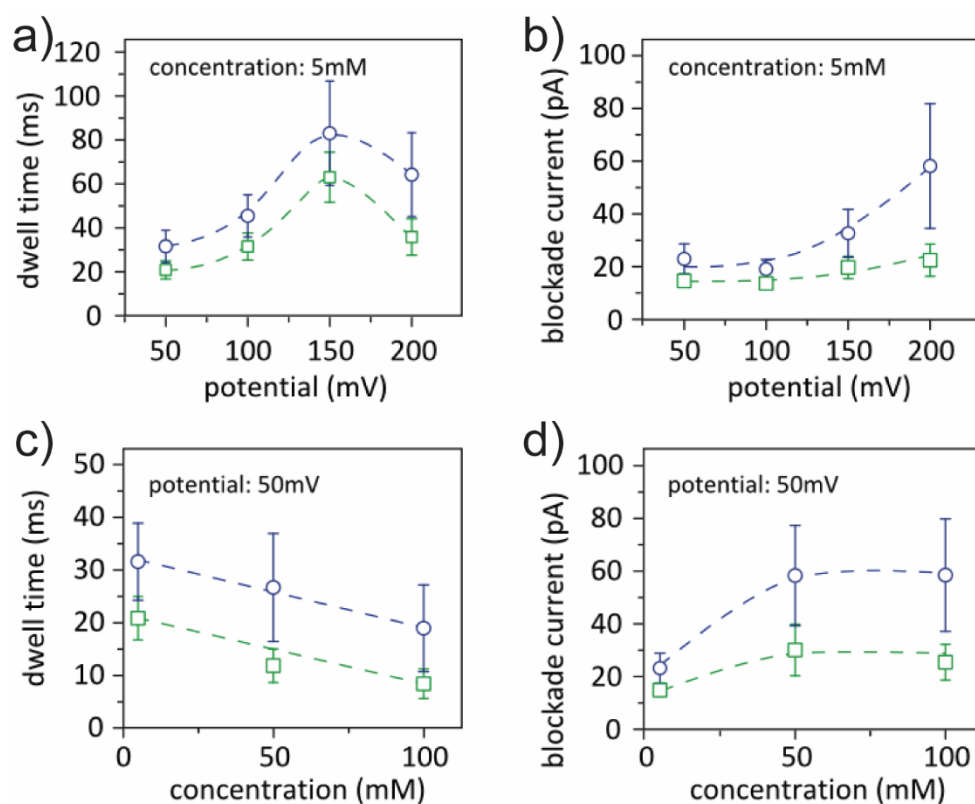 a)
dwell time (ms)
120
100
80
60
40
20
0
concentration: 5mM
50 100 150 200
potential (mV)
b)
blockade current (pA)
100
80
60
40
20
0
concentration: 5mM
50 100 150 200
potential (mV)
c)
dwell time (ms)
50
40
30
20
10
0
potential: 50mV
0 50 100
concentration (mM)
d)
blockade current (pA)
100
80
60
40
20
0
potential: 50mV
0 50 100
concentration (mM)